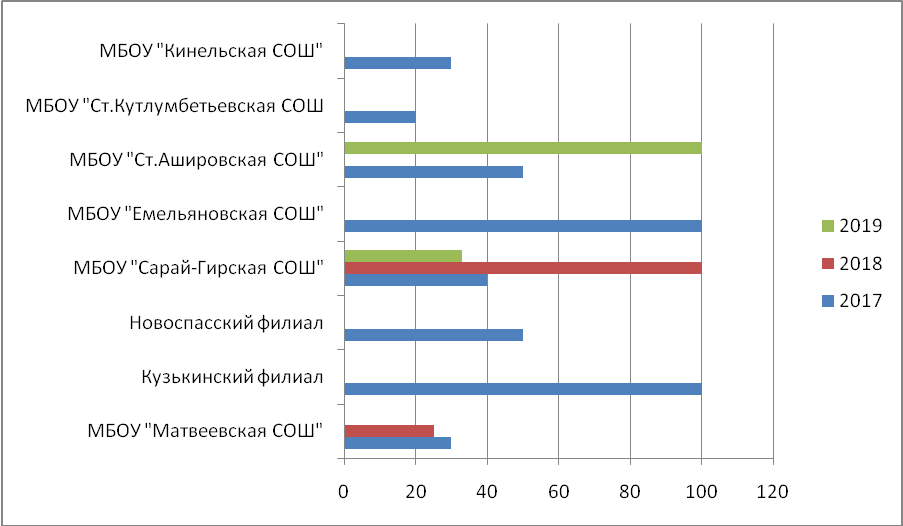 МБОУ "Кинельская СОШ"
МБОУ "Ст.Кутлумбетьевская СОШ
МБОУ "Ст.Ашировская СОШ"
МБОУ "Емельяновская СОШ"
МБОУ "Сарай-Гирская СОШ"
Новоспасский филиал
Кузькинский филиал
МБОУ "Матвеевская СОШ"
0 20 40 60 80 100 120
2019
2018
2017